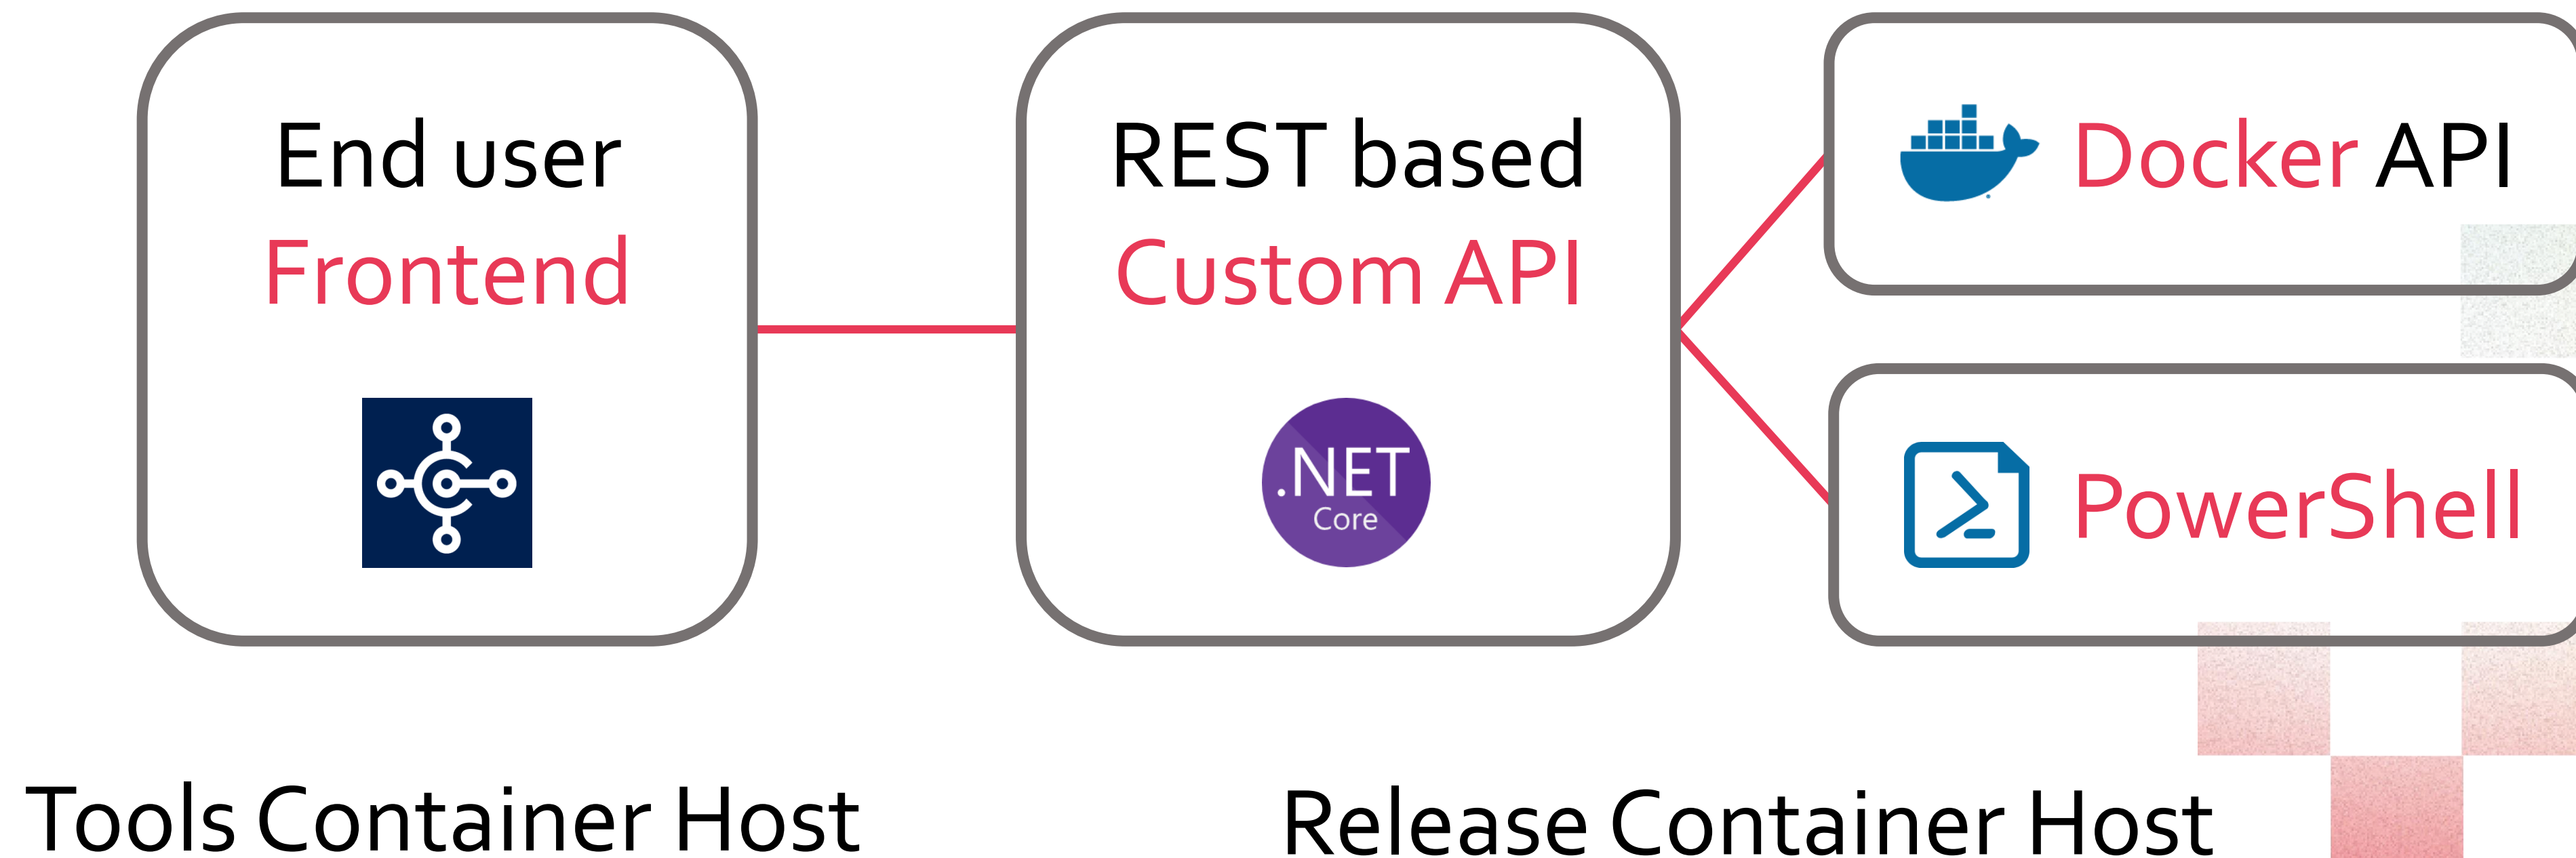 End user
Frontend
REST based
Custom API
.NET
Core
Docker API
PowerShell
Tools Container Host
Release Container Host